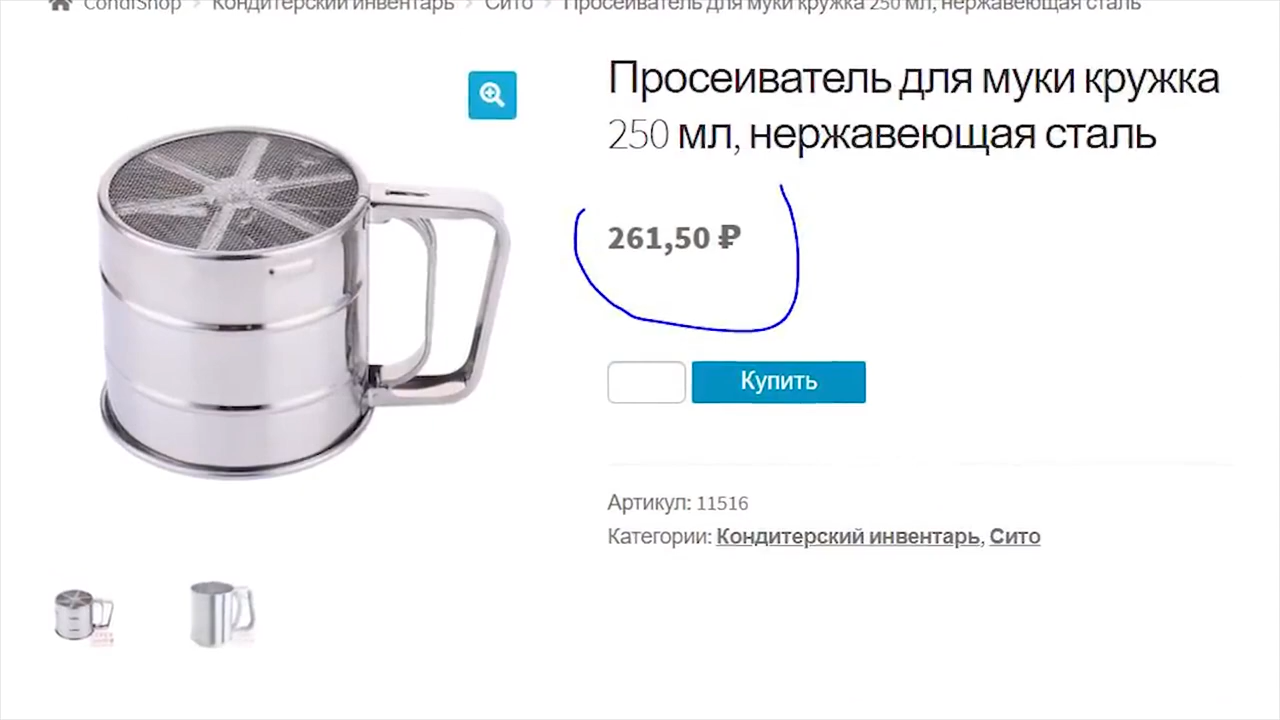 CondiShop > Кондитерский инвентарь > Сито > Просеиватель для муки кружка 250 мл, нержавеющая сталь
Просеиватель для муки кружка
250 мл, нержавеющая сталь
261,50 ₽
Купить
Артикул: 11516
Категории: Кондитерский инвентарь, Сито